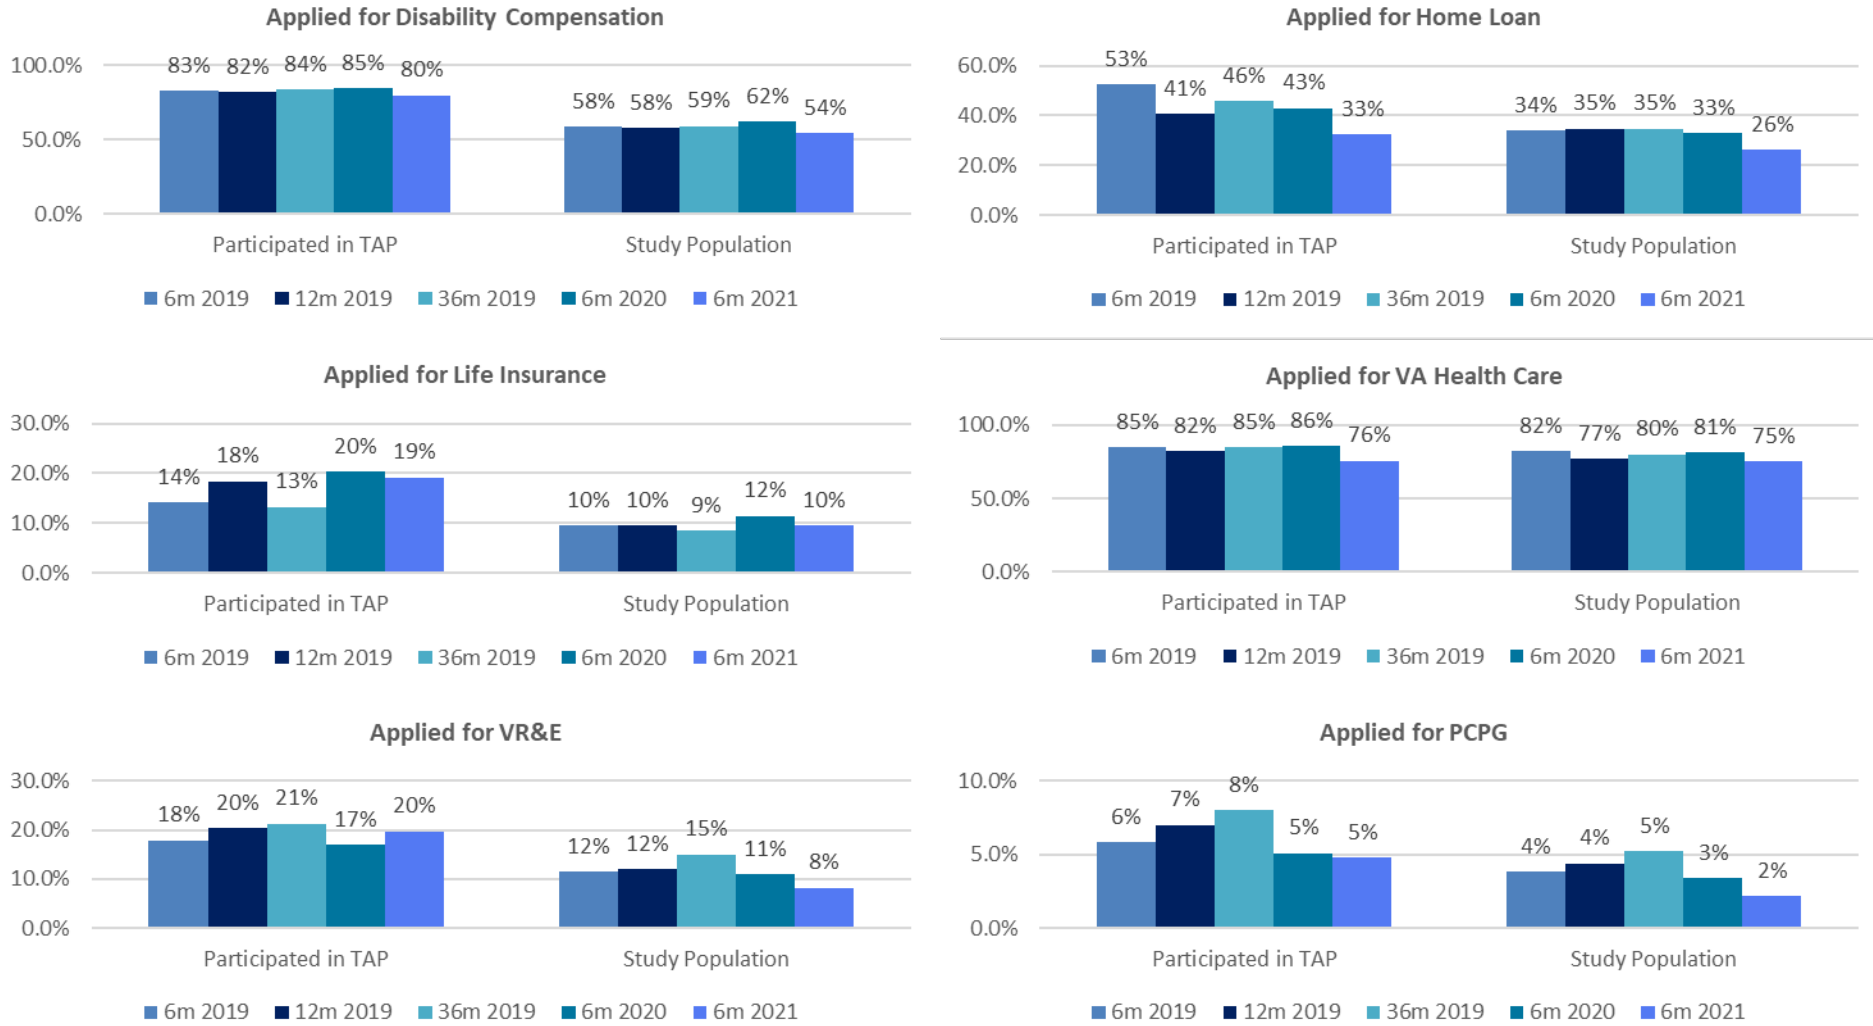 Applied for Disability Compensation
100.0%
50.0%
0.0%
83% 82% 84% 85% 80%
58% 58% 59% 62% 54%
Participated in TAP Study Population
6m 2019 12m 2019 36m 2019 6m 2020 6m 2021
Applied for Home Loan
60.0%
40.0%
20.0%
0.0%
53% 41% 46% 43% 33%
34% 35% 35% 33% 26%
Participated in TAP Study Population
6m 2019 12m 2019 36m 2019 6m 2020 6m 2021
Applied for Life Insurance
30.0%
20.0%
10.0%
0.0%
14% 18% 13% 20% 19%
10% 10% 9% 12% 10%
Participated in TAP Study Population
6m 2019 12m 2019 36m 2019 6m 2020 6m 2021
Applied for VA Health Care
100.0%
50.0%
0.0%
85% 82% 85% 86% 76%
82% 77% 80% 81% 75%
Participated in TAP Study Population
6m 2019 12m 2019 36m 2019 6m 2020 6m 2021
Applied for VR&E
30.0%
20.0%
10.0%
0.0%
18% 20% 21% 17% 20%
12% 12% 15% 11% 8%
Participated in TAP Study Population
6m 2019 12m 2019 36m 2019 6m 2020 6m 2021
Applied for PCPG
10.0%
5.0%
0.0%
6% 7% 8% 5% 5%
4% 4% 5% 3% 2%
Participated in TAP Study Population
6m 2019 12m 2019 36m 2019 6m 2020 6m 2021